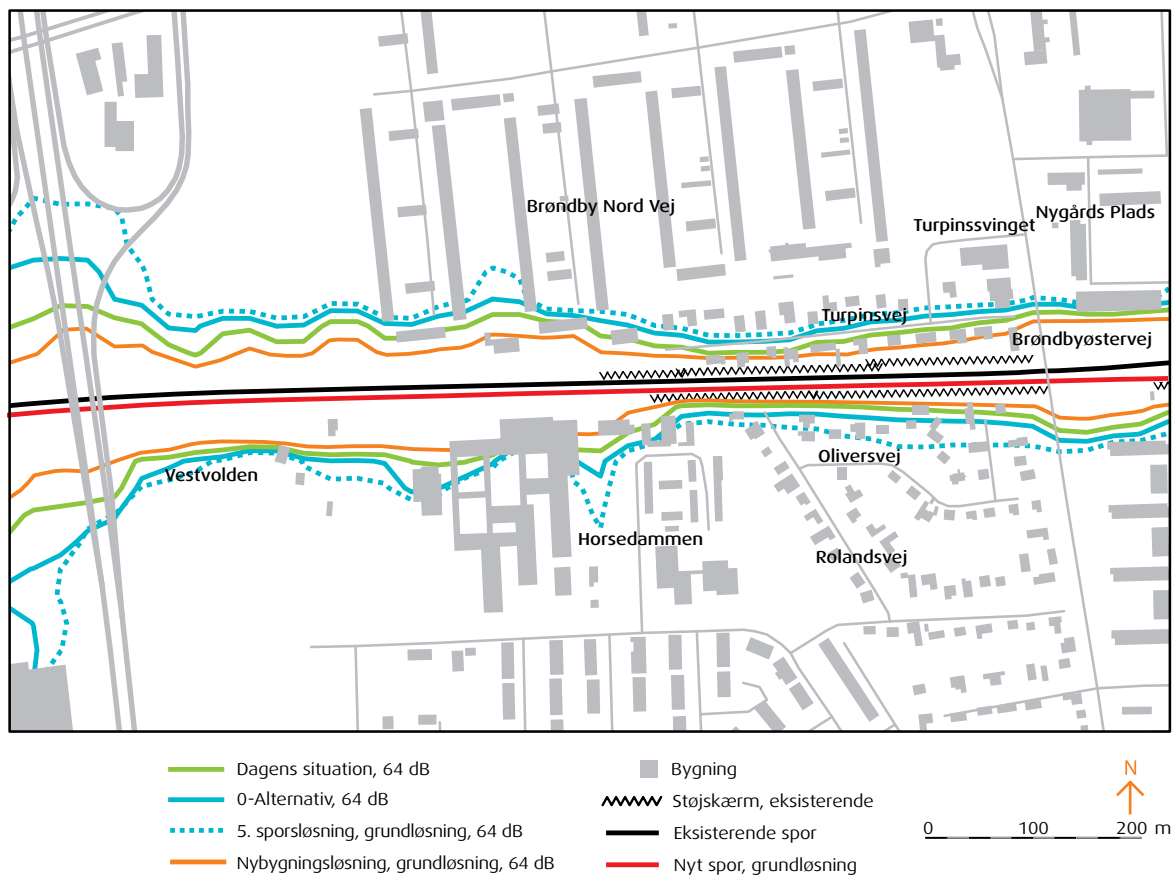 Brøndby Nord Vej
Turpinssvinget
Nygårds Plads
Turpinsvej
Brøndbyøstervej
Vestvolden
Oliversvej
Horsedammen
Rolandsvej
Dagens situation, 64 dB
0-Alternativ, 64 dB
5. sporsløsning, grundløsning, 64 dB
Nybygningsløsning, grundløsning, 64 dB
Bygning
Støjskærm, eksisterende
Eksisterende spor
Nyt spor, grundløsning
N
0 100 200 m